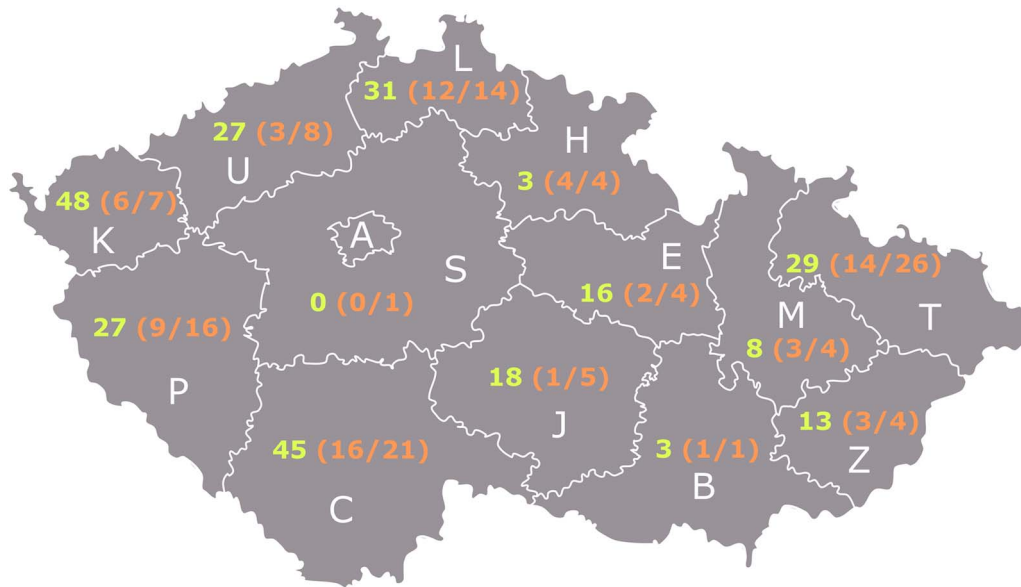 L
31 (12/14)
27 (3/8)
U
H
3 (4/4)
48 (6/7)
K
A
S
0 (0/1)
E
16 (2/4)
29 (14/26)
T
M
8 (3/4)
27 (9/16)
P
18 (1/5)
J
13 (3/4)
Z
45 (16/21)
C
3 (1/1)
B